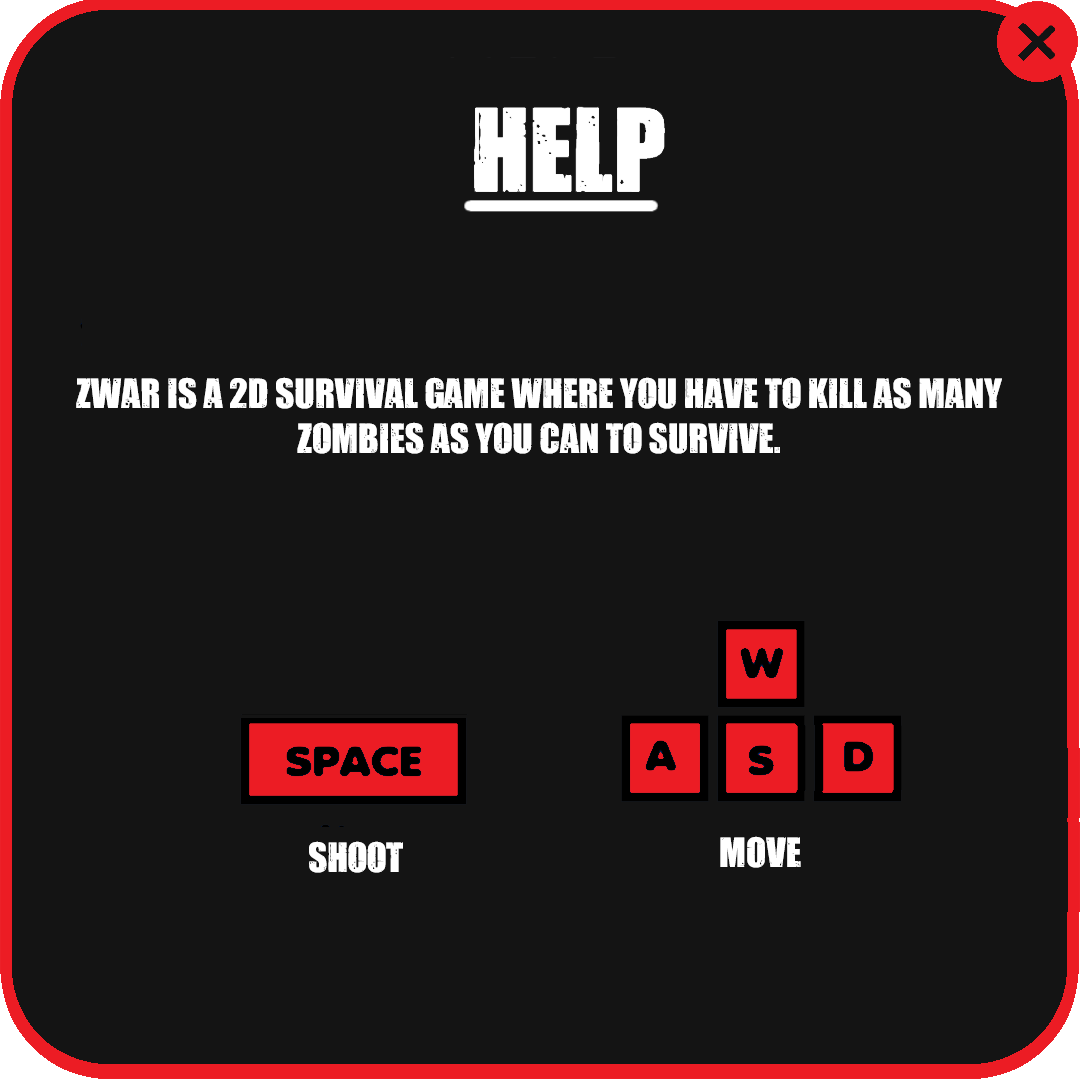 HELP
ZWAR IS A 2D SURVIVAL GAME WHERE YOU HAVE TO KILL AS MANY
ZOMBIES AS YOU CAN TO SURVIVE.
SPACE
SHOOT
W
A S D
MOVE